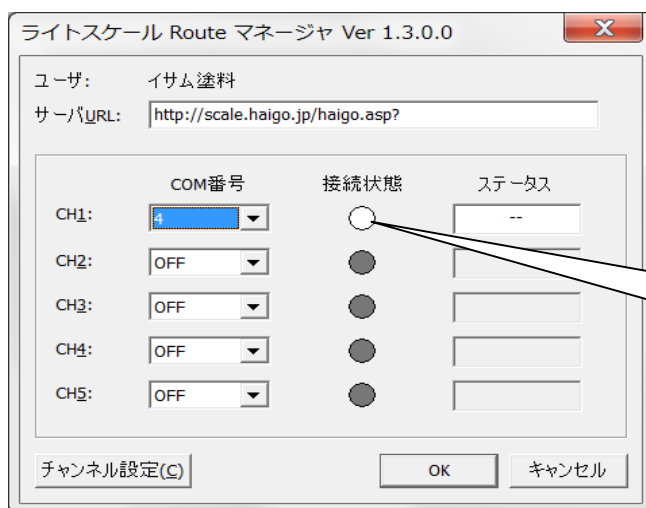 ライトスケール Route マネージャ Ver 1.3.0.0
ユーザ: イサム塗料
サーバURL: http://scale.haigo.jp/haigo.asp?
COM番号 接続状態 ステータス
CH1: 4 --
CH2: OFF
CH3: OFF
CH4: OFF
CH5: OFF
チャンネル設定(C) OK キャンセル